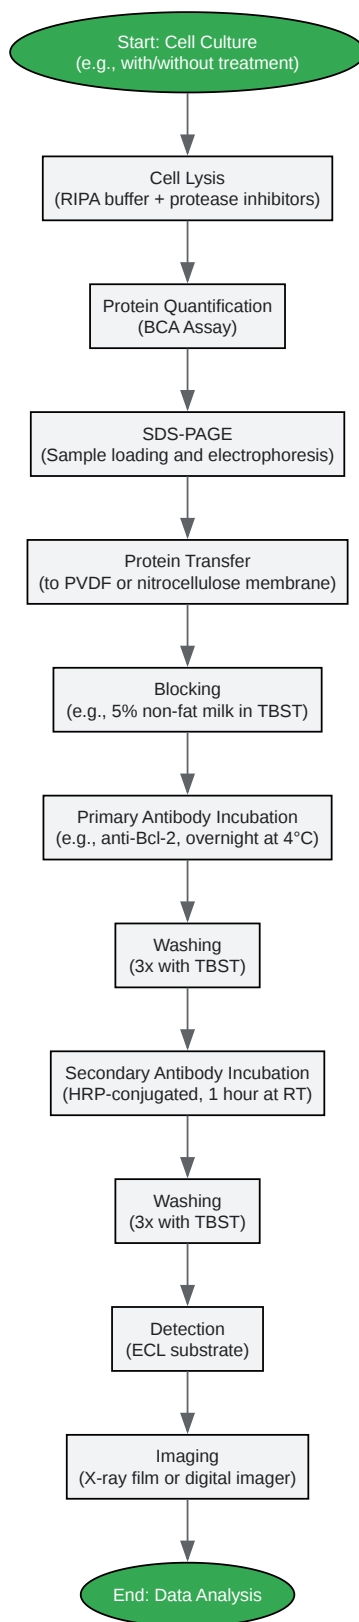 Start: Cell Culture
(e.g., with/without treatment)
Cell Lysis
(RIPA buffer + protease inhibitors)
Protein Quantification
(BCA Assay)
SDS-PAGE
(Sample loading and electrophoresis)
Protein Transfer
(to PVDF or nitrocellulose membrane)
Blocking
(e.g., 5% non-fat milk in TBST)
Primary Antibody Incubation
(e.g., anti-Bcl-2, overnight at 4°C)
Washing
(3x with TBST)
Secondary Antibody Incubation
(HRP-conjugated, 1 hour at RT)
Washing
(3x with TBST)
Detection
(ECL substrate)
Imaging
(X-ray film or digital imager)
End: Data Analysis